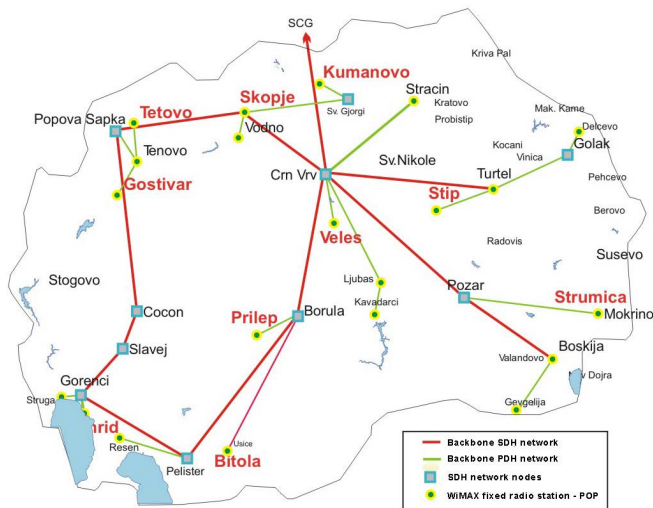 SCG
Kriva Pal
Kumanovo
Stracin
Skopje
Kratovo
Mak. Kame
Popova Sapka
Tetovo
Sv. Gjorgi
Probistip
Delcevo
Vodno
Kocani
Golak
Tenovo
Sv.Nikole
Vinica
Crn Vrv
Turtel
Pehcevo
Gostivar
Stip
Berovo
Veles
Radovis
Susevo
Stogovo
Ljubas
Pozar
Strumica
Kavadarci
Cocon
Prilep
Borula
Mokrino
Slavej
Boskija
Valandovo
Gorenci
Dojra
Struga
Gevgelija
hrid
Resen
Usice
Bitola
Pelister
Backbone SDH network
Backbone PDH network
SDH network nodes
WiMAX fixed radio station - POP